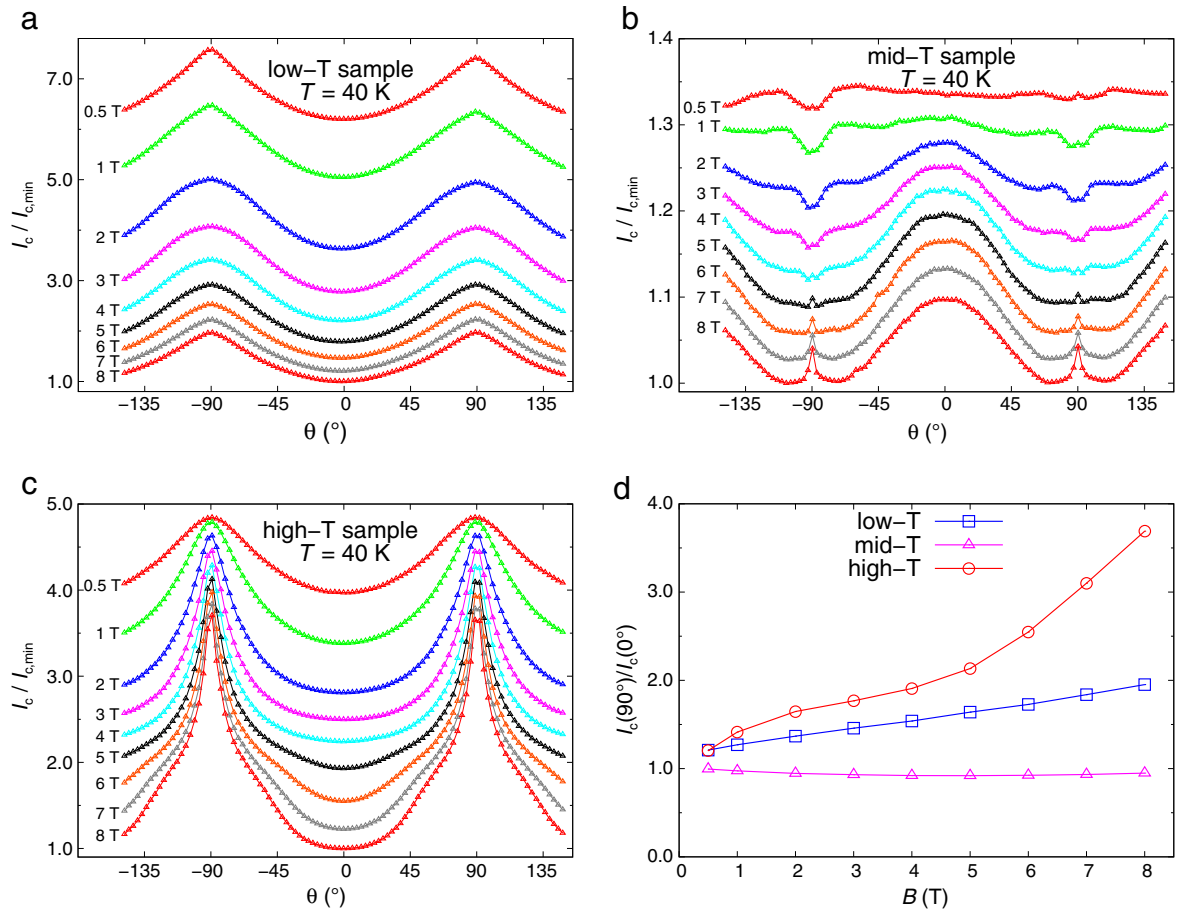 a
low−T sample
T = 40 K
7.0
5.0
3.0
1.0
0.5 T
1 T
2 T
3 T
4 T
5 T
6 T
7 T
8 T
−135 −90 −45 0 45 90 135
θ (°)
Ic / Ic,min
b
mid−T sample
T = 40 K
1.4
1.3
1.2
1.1
1.0
0.5 T
1 T
2 T
3 T
4 T
5 T
6 T
7 T
8 T
−135 −90 −45 0 45 90 135
θ (°)
Ic / Ic,min
c
high−T sample
T = 40 K
5.0
4.0
3.0
2.0
1.0
0.5 T
1 T
2 T
3 T
4 T
5 T
6 T
7 T
8 T
−135 −90 −45 0 45 90 135
θ (°)
Ic / Ic,min
d
low−T
mid−T
high−T
4.0
3.0
2.0
1.0
0.0
0 1 2 3 4 5 6 7 8
B (T)
Ic(90°)/Ic(0°)